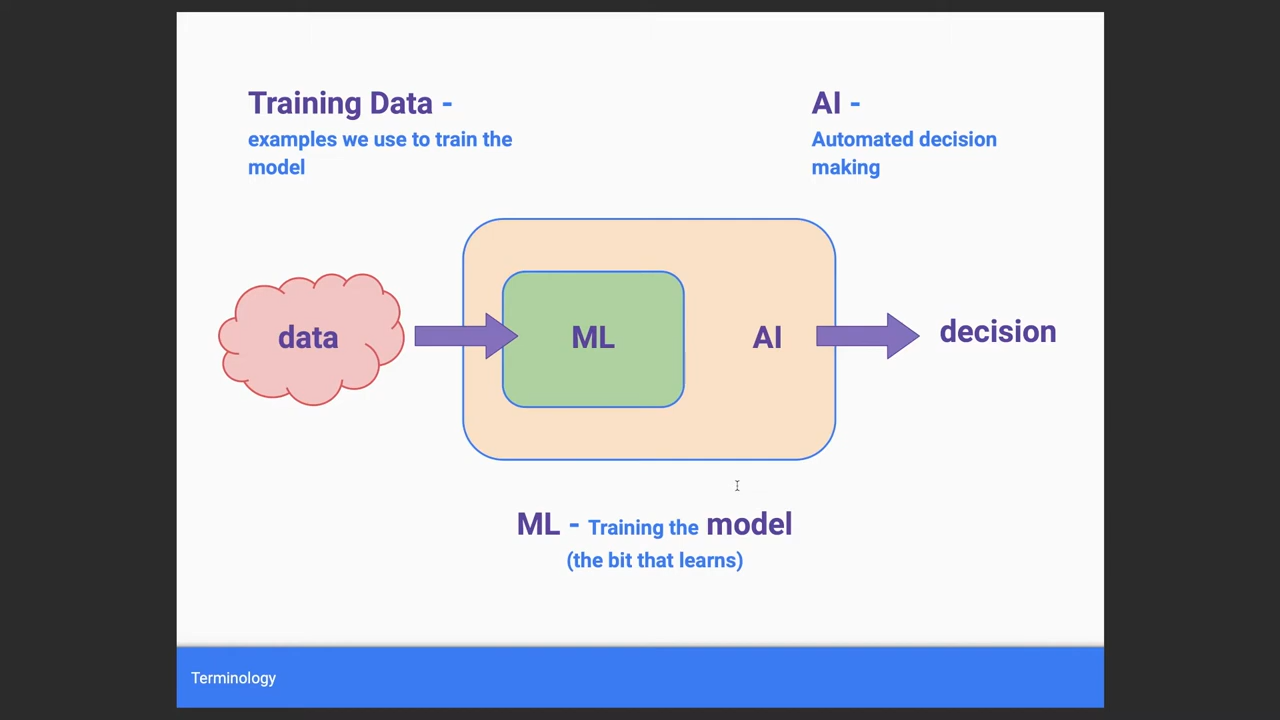 Training Data -
examples we use to train the
model
AI -
Automated decision
making
data
ML
AI
decision
ML - Training the model
(the bit that learns)
Terminology